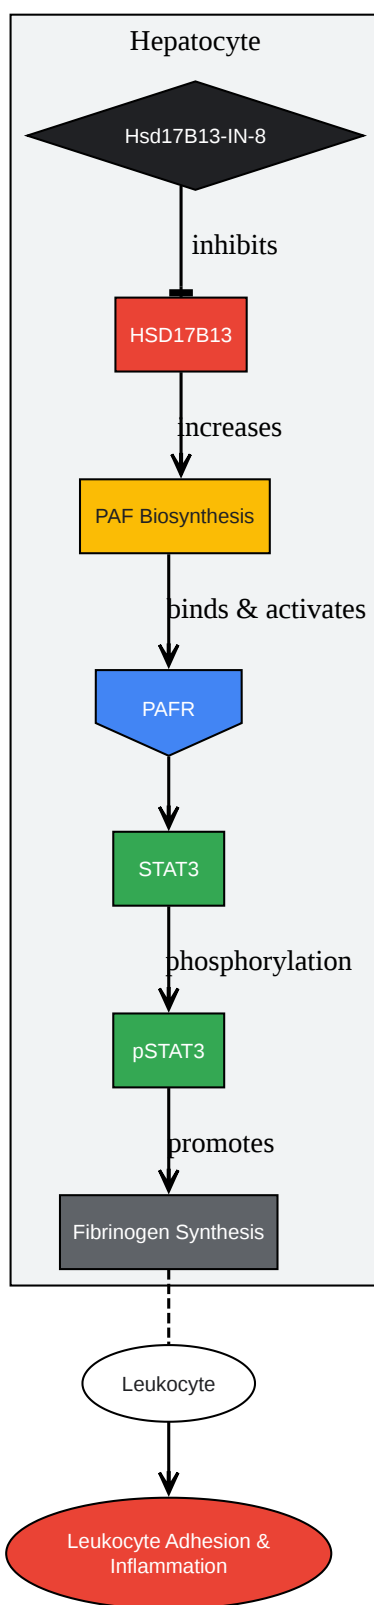 Hepatocyte
Hsd17B13-IN-8
inhibits
HSD17B13
increases
PAF Biosynthesis
binds & activates
PAFR
STAT3
phosphorylation
pSTAT3
promotes
Fibrinogen Synthesis
Leukocyte
Leukocyte Adhesion &
Inflammation